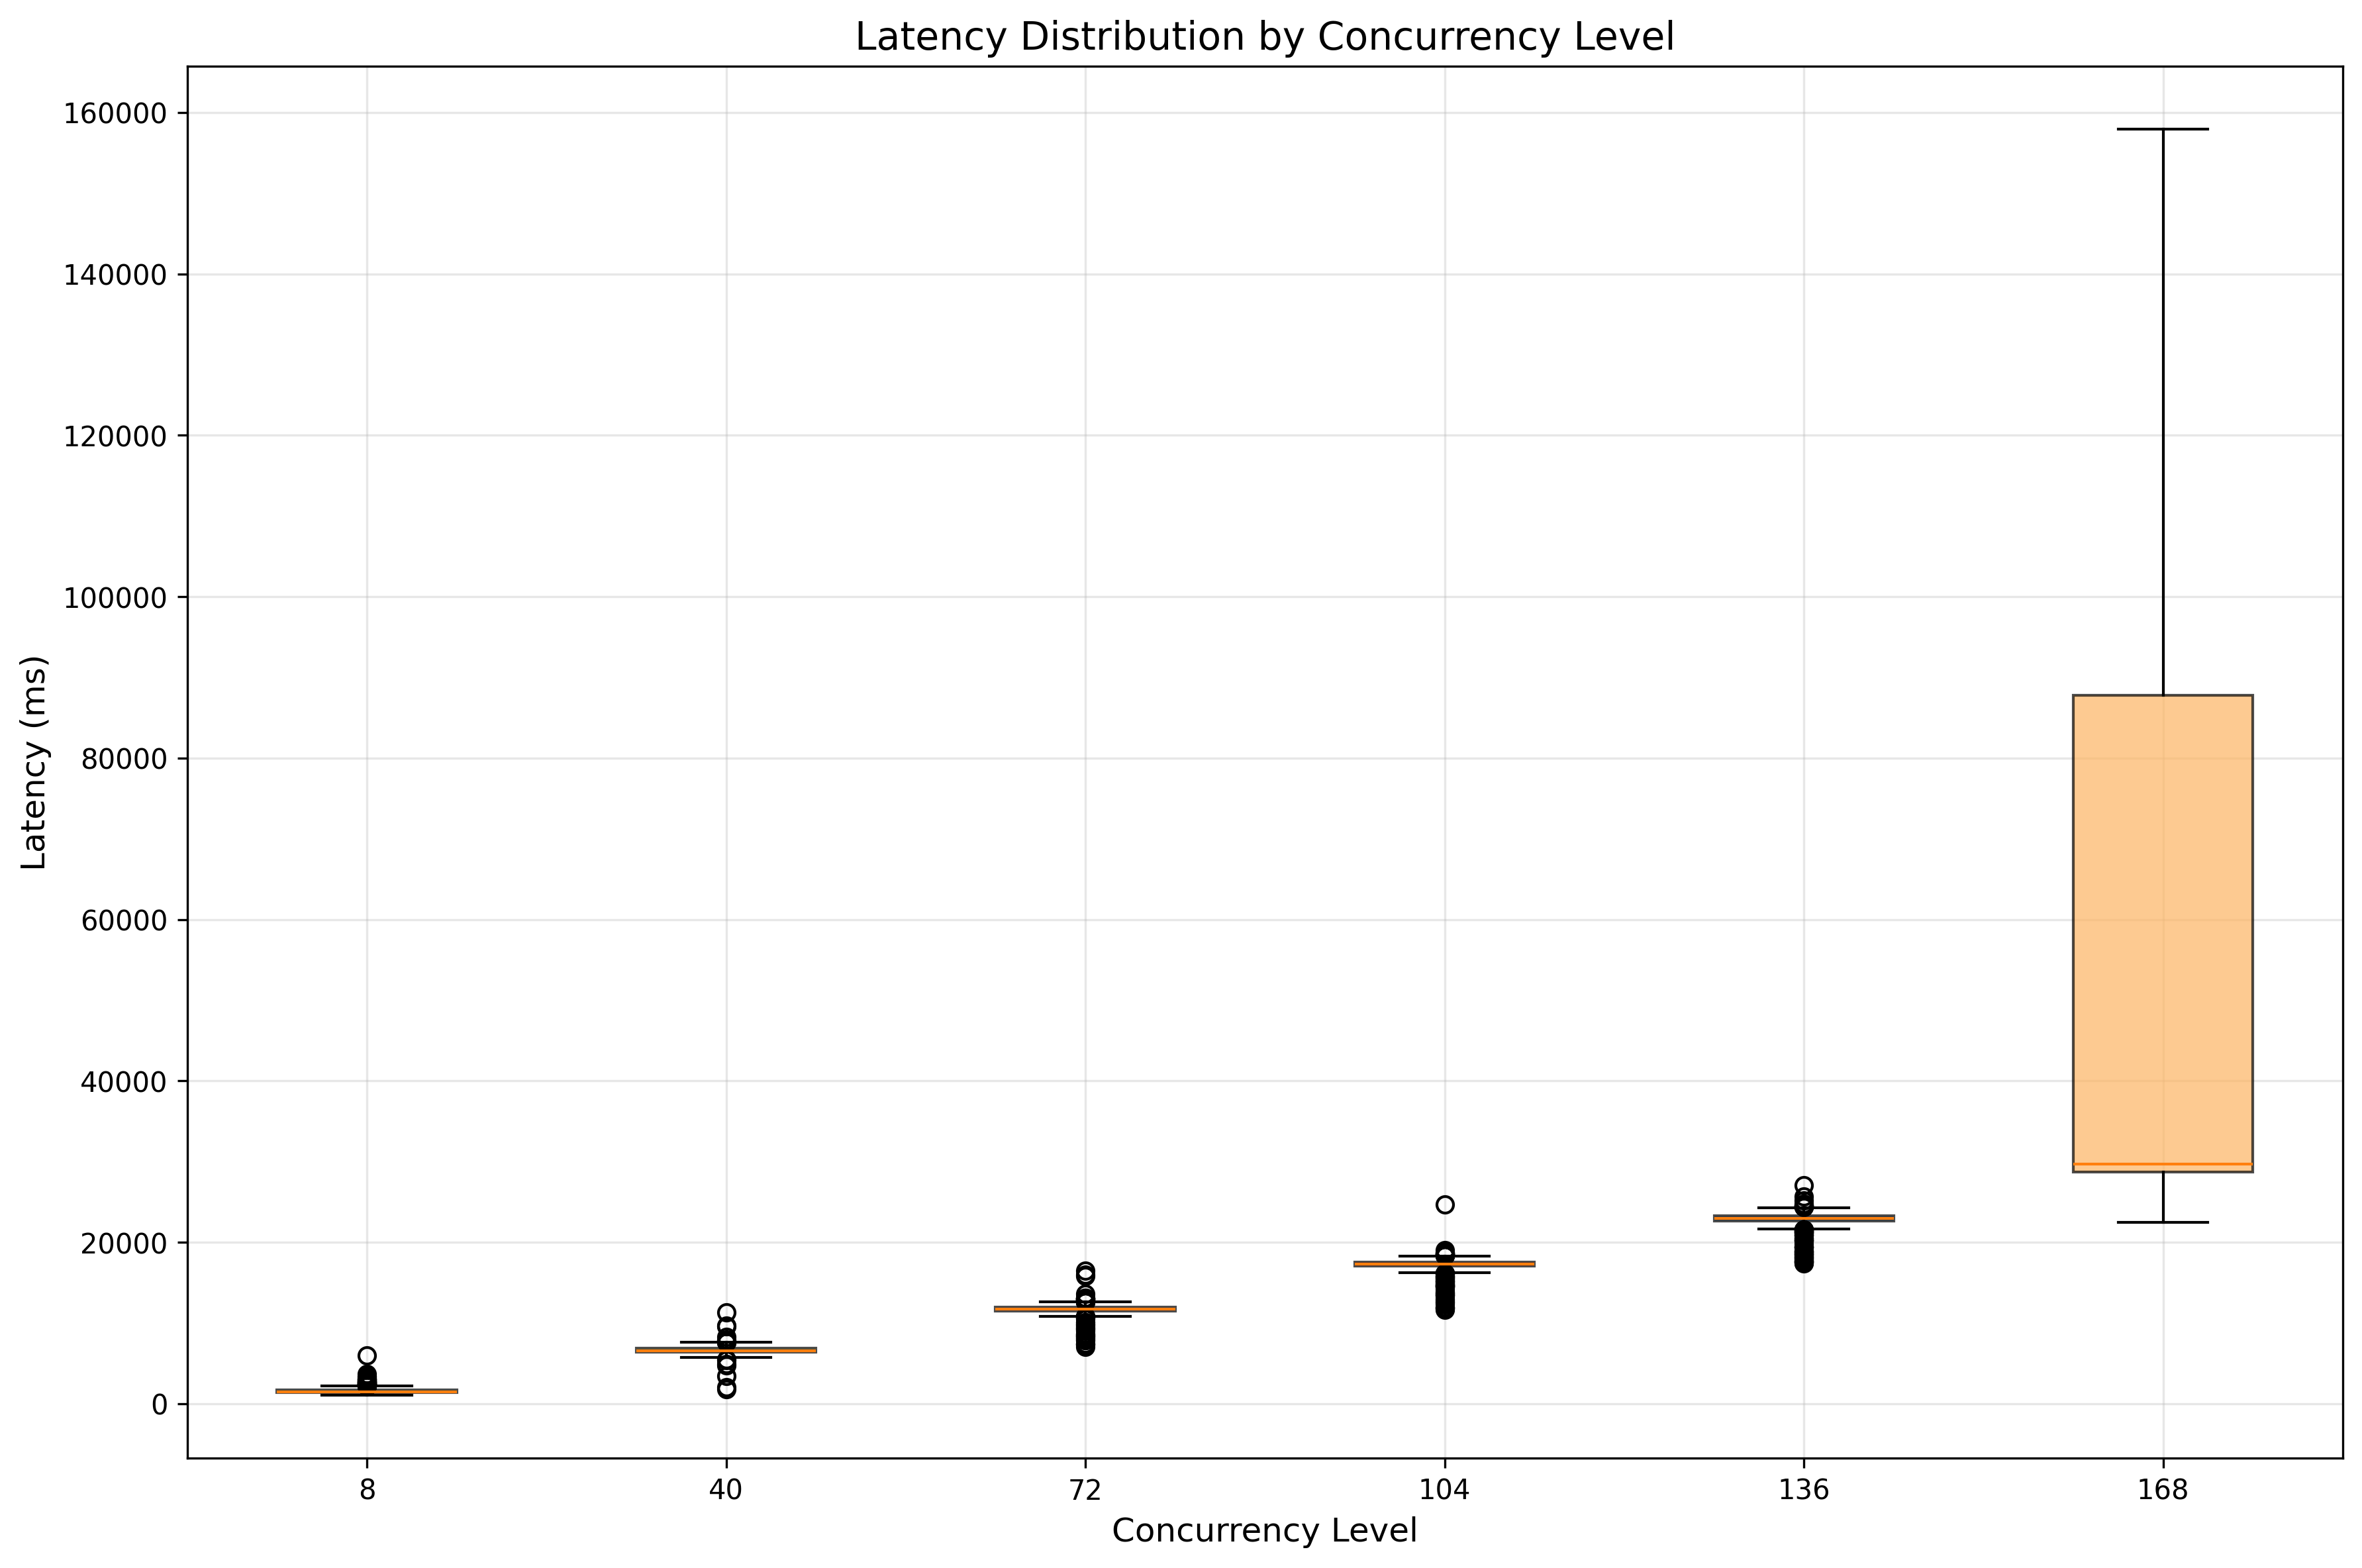 Latency Distribution by Concurrency Level
160000
140000
120000
100000
80000
60000
40000
20000
0
Latency (ms)
8 40 72 104 136 168
Concurrency Level